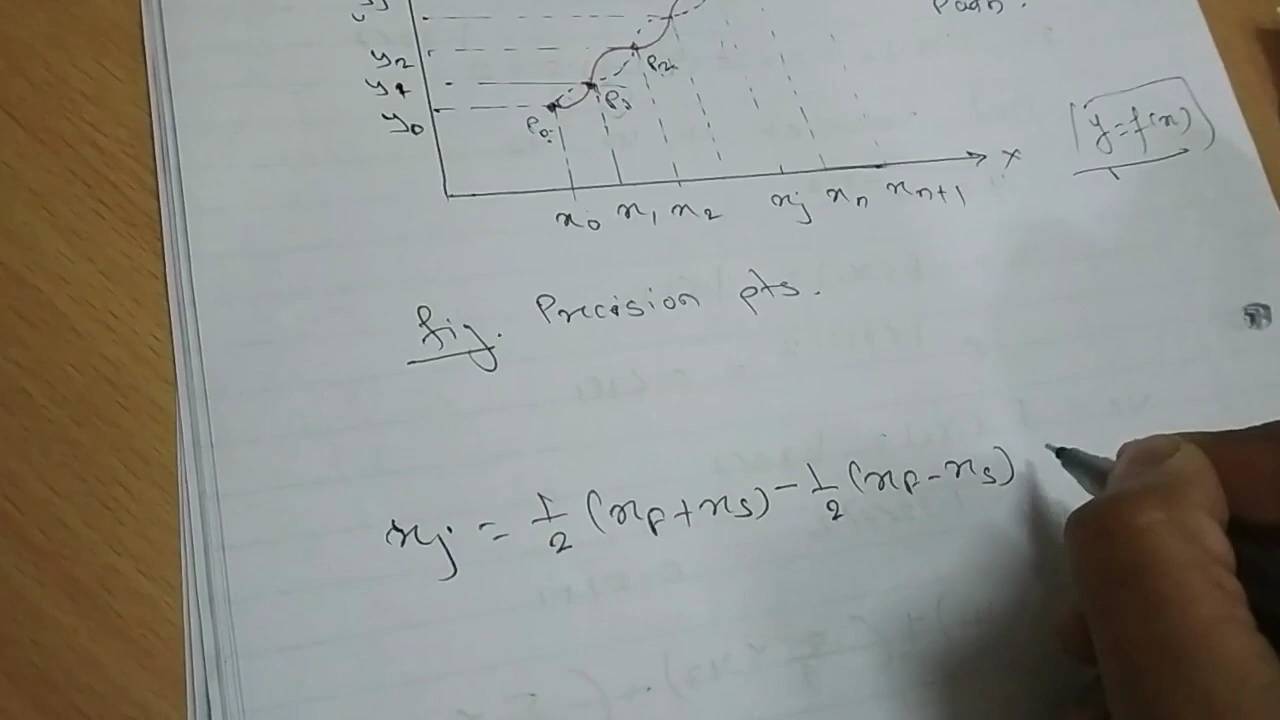 Path.
y2
y1
y0
P2
P1
P0
y=f(x)
x
x0 x1 x2 xj xn xn+1
fig. Precision pts.
xj = 1/2 (xf+xs) - 1/2 (xf-xs)